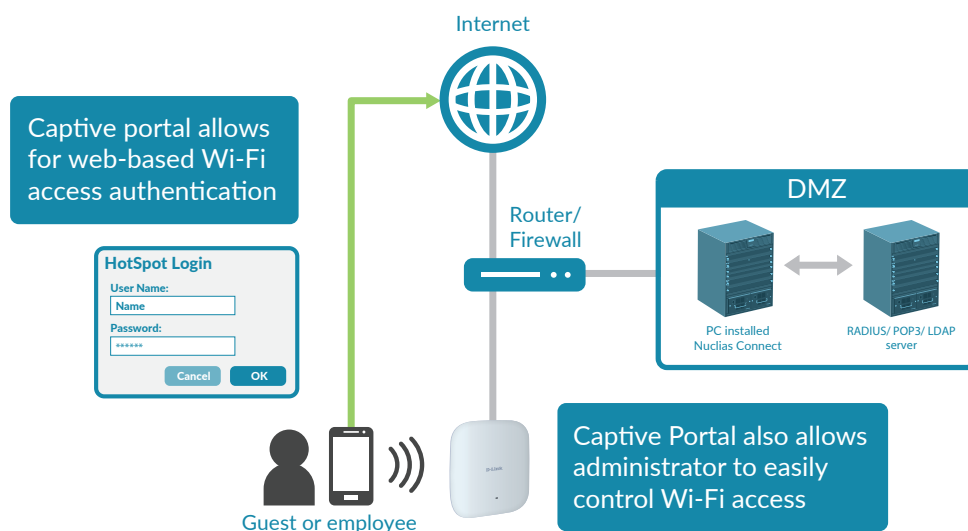 Internet
Captive portal allows
for web-based Wi-Fi
access authentication
DMZ
Router/
Firewall
HotSpot Login
User Name:
Name
Password:
******
Cancel
OK
PC installed
Nuclias Connect
RADIUS/ POP3/ LDAP
server
D-Link
Captive Portal also allows
administrator to easily
control Wi-Fi access
Guest or employee